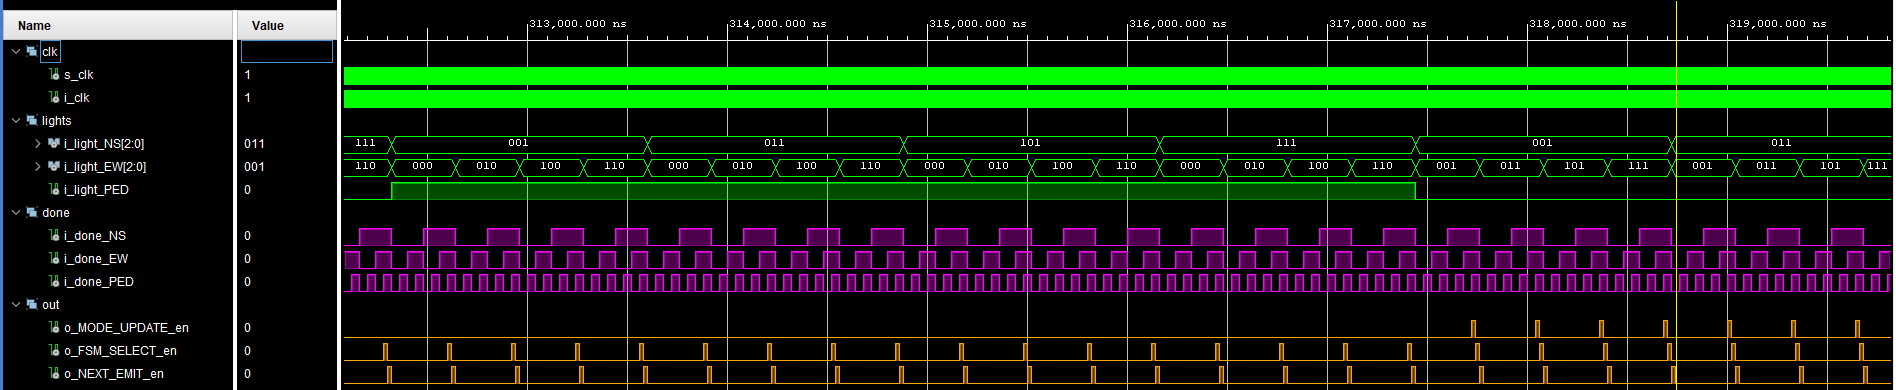 Name Value
313,000.000 ns 314,000.000 ns 315,000.000 ns 316,000.000 ns 317,000.000 ns 318,000.000 ns 319,000.000 ns
clk
s_clk 1
i_clk 1
lights
i_light_NS[2:0] 011 111 001 011 101 111 001 011
i_light_EW[2:0] 001 110 000 010 100 110 000 010 100 110 000 010 100 110 000 010 100 110 001 011 101 111 001 011 101 111
i_light_PED 0
done
i_done_NS 0
i_done_EW 0
i_done_PED 0
out
o_MODE_UPDATE_en 0
o_FSM_SELECT_en 0
o_NEXT_EMIT_en 0